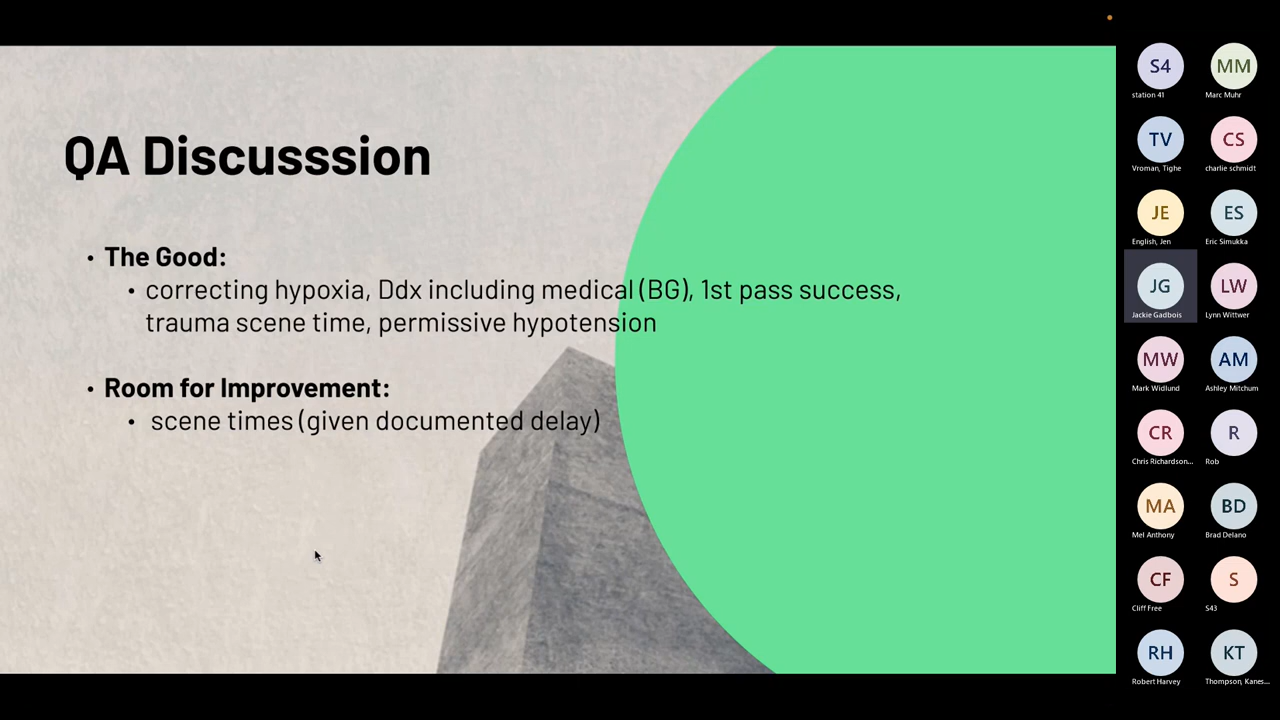 QA Discusssion
• The Good:
• correcting hypoxia, Ddx including medical (BG), 1st pass success,
trauma scene time, permissive hypotension
• Room for Improvement:
• scene times (given documented delay)
S4
station 41
MM
Marc Muhr
TV
Vroman, Tighe
CS
charlie schmidt
JE
English, Jen
ES
Eric Simukka
JG
Jackie Gadbois
LW
Lynn Wittwer
MW
Mark Widlund
AM
Ashley Mitchum
CR
Chris Richardson...
R
Rob
MA
Mel Anthony
BD
Brad Delano
CF
Cliff Free
S
S43
RH
Robert Harvey
KT
Thompson, Kanes...